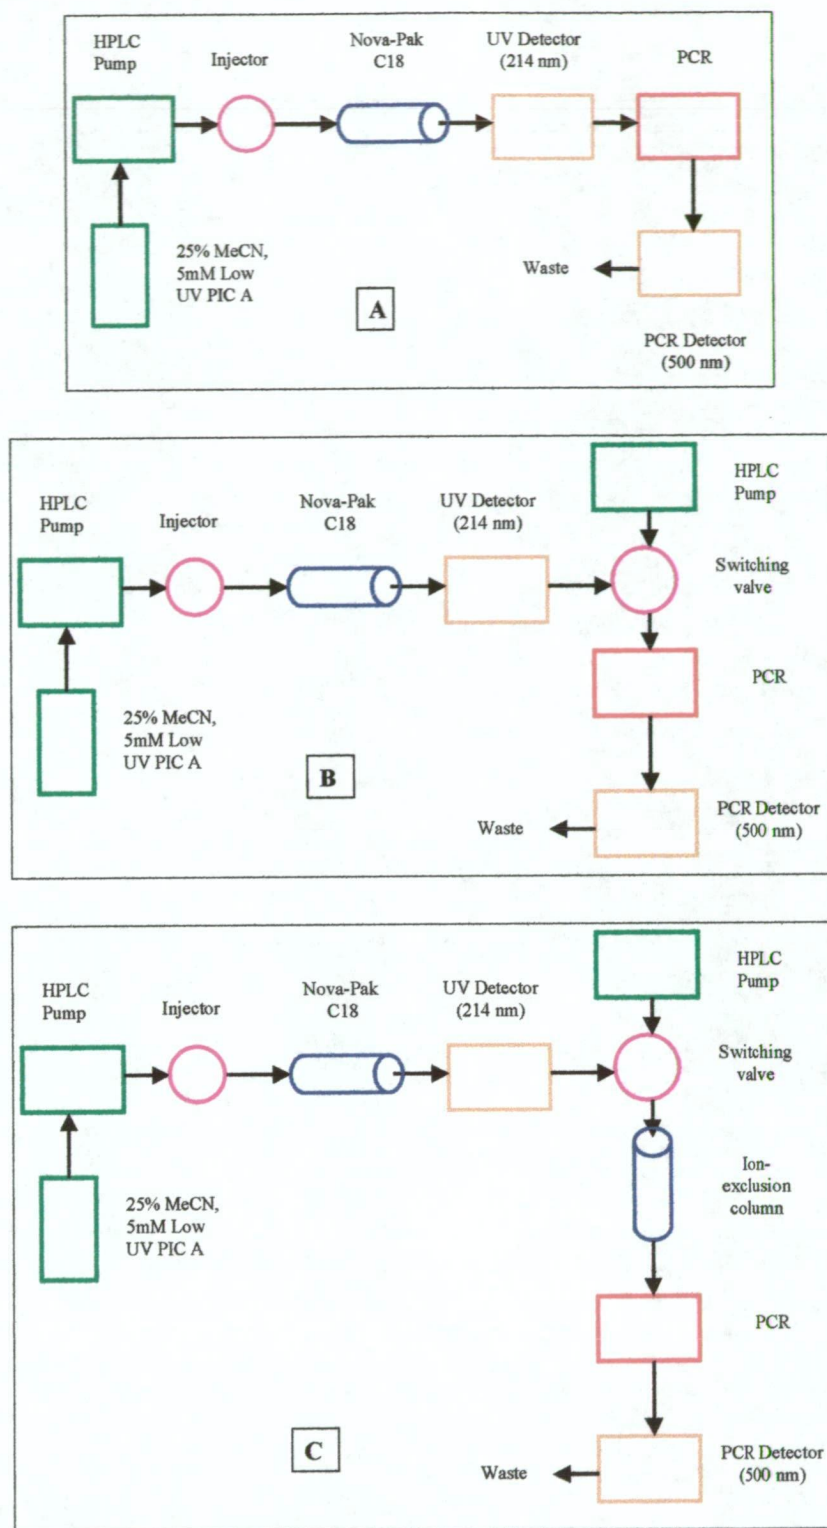 HPLC
Pump
Injector
Nova-Pak
C18
UV Detector
(214 nm)
PCR
25% MeCN,
5mM Low
UV PIC A
Waste
A
PCR Detector
(500 nm)
HPLC
Pump
HPLC
Pump
Injector
Nova-Pak
C18
UV Detector
(214 nm)
Switching
valve
PCR
25% MeCN,
5mM Low
UV PIC A
B
Waste
PCR Detector
(500 nm)
HPLC
Pump
HPLC
Pump
Injector
Nova-Pak
C18
UV Detector
(214 nm)
Switching
valve
Ion-
exclusion
column
25% MeCN,
5mM Low
UV PIC A
PCR
C
Waste
PCR Detector
(500 nm)